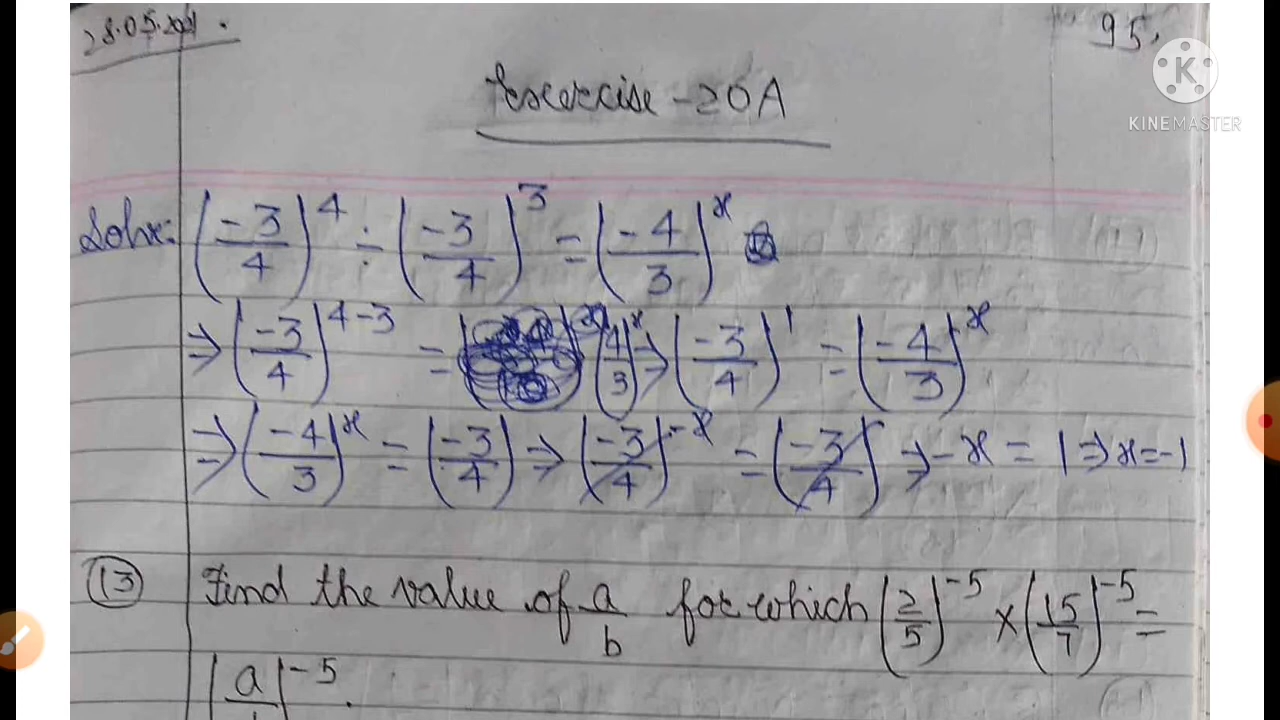 28.05.2021.
95.
KINEMASTER
Exercise - 20A
Solve: (-3/4)^4 ÷ (-3/4)^3 = (-4/3)^x
⇒ (-3/4)^4-3 = (4/3)^x ⇒ (-3/4)^1 = (-4/3)^x
⇒ (-4/3)^x = (-3/4) ⇒ (-3/4)^-x = (-3/4) ⇒ -x = 1 ⇒ x = -1
(13) Find the value of a/b for which (2/5)^-5 × (15/7)^-5 =
(a/b)^-5.